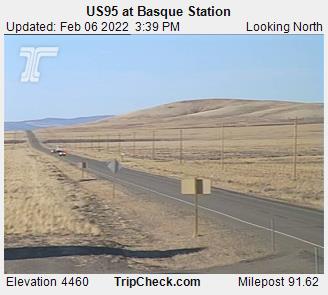 US95 at Basque Station
Updated: Feb 06 2022 3:39 PM Looking North
Elevation 4460 TripCheck.com Milepost 91.62